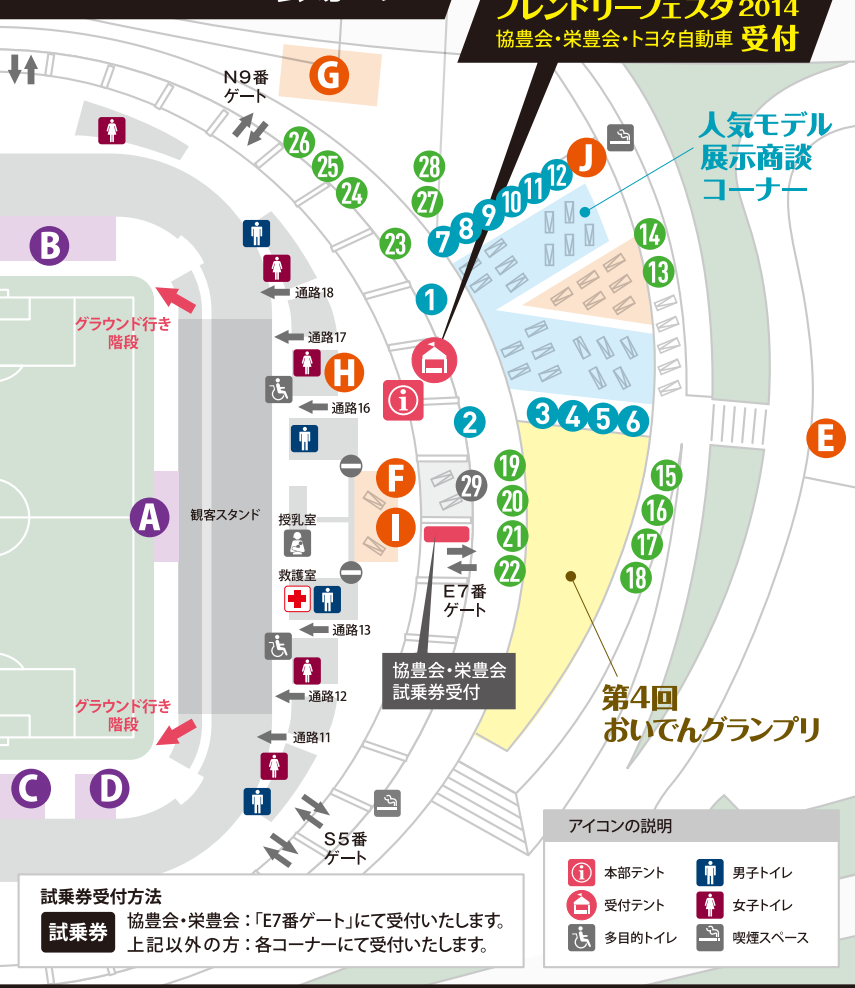 フレンドリーフェスタ2014
協豊会・栄豊会・トヨタ自動車 受付
G
N9番
ゲート
J
人気モデル
展示商談
コーナー
26
25
24
28
27
23
7
8
9
10
11
12
14
13
B
1
通路18
グラウンド行き
階段
通路17
H
通路16
2
3
4
5
6
E
F
I
29
19
20
21
22
15
16
17
18
A
観客スタンド
授乳室
救護室
E7番
ゲート
通路13
協豊会・栄豊会
試乗券受付
通路12
第4回
おいでんグランプリ
グラウンド行き
階段
通路11
C
D
S5番
ゲート
アイコンの説明
本部テント
男子トイレ
受付テント
女子トイレ
多目的トイレ
喫煙スペース
試乗券受付方法
試乗券
協豊会・栄豊会：「E7番ゲート」にて受付いたします。
上記以外の方：各コーナーにて受付いたします。